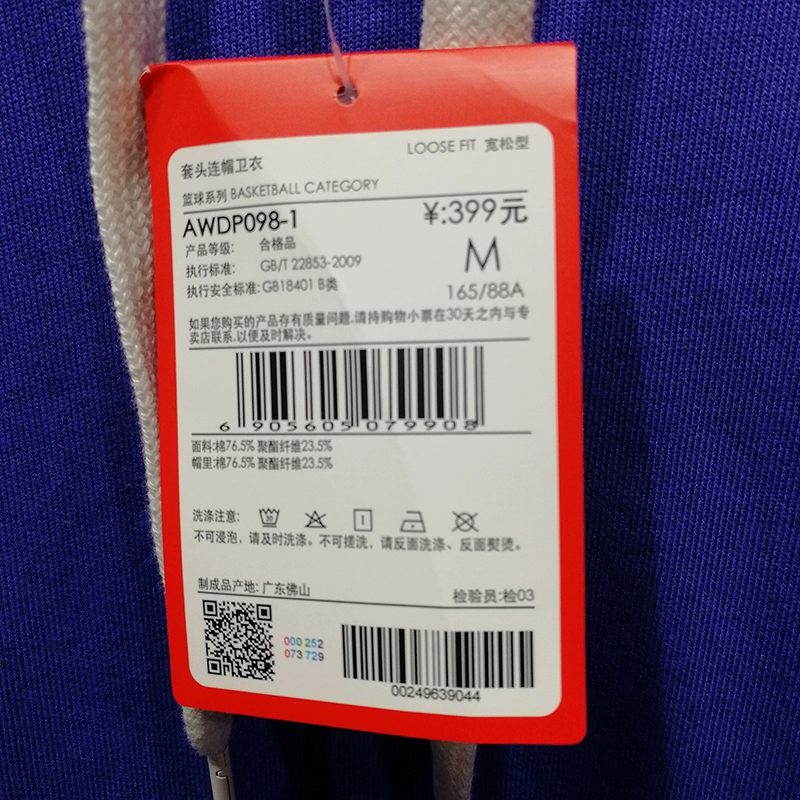 套头连帽卫衣
LOOSE FIT 宽松型
篮球系列 BASKETBALL CATEGORY
AWDP098-1
¥:399元
产品等级: 合格品
M
执行标准: GB/T 22853-2009
执行安全标准:GB18401 B类
165/88A
如果您购买的产品存有质量问题,请持购物小票在30天之内与专
卖店联系,以便及时解决。
6 905605 079908
面料:棉76.5% 聚酯纤维23.5%
帽里:棉76.5% 聚酯纤维23.5%
洗涤注意: 30
不可浸泡，请及时洗涤。不可搓洗，请反面洗涤、反面熨烫。
制成品产地: 广东佛山
检验员:检03
000 252
073 729
00249639044